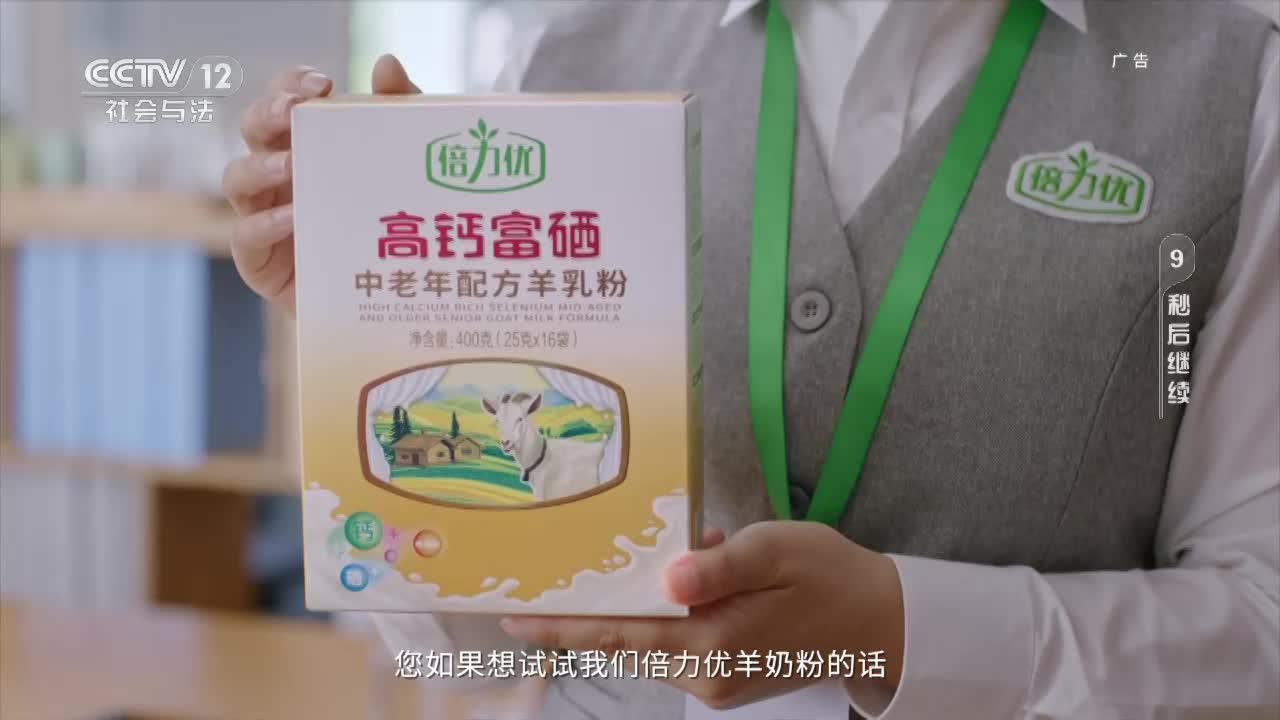 CCTV 12
社会与法
广告
倍力优
高钙富硒
中老年配方羊乳粉
HIGH CALCIUM RICH SELENIUM MID-AGED
AND OLGER SENIOR GOAT MILK FORMULA
净含量:400克(25克x16袋)
钙
硒
倍力优
9
秒后继续
您如果想试试我们倍力优羊奶粉的话